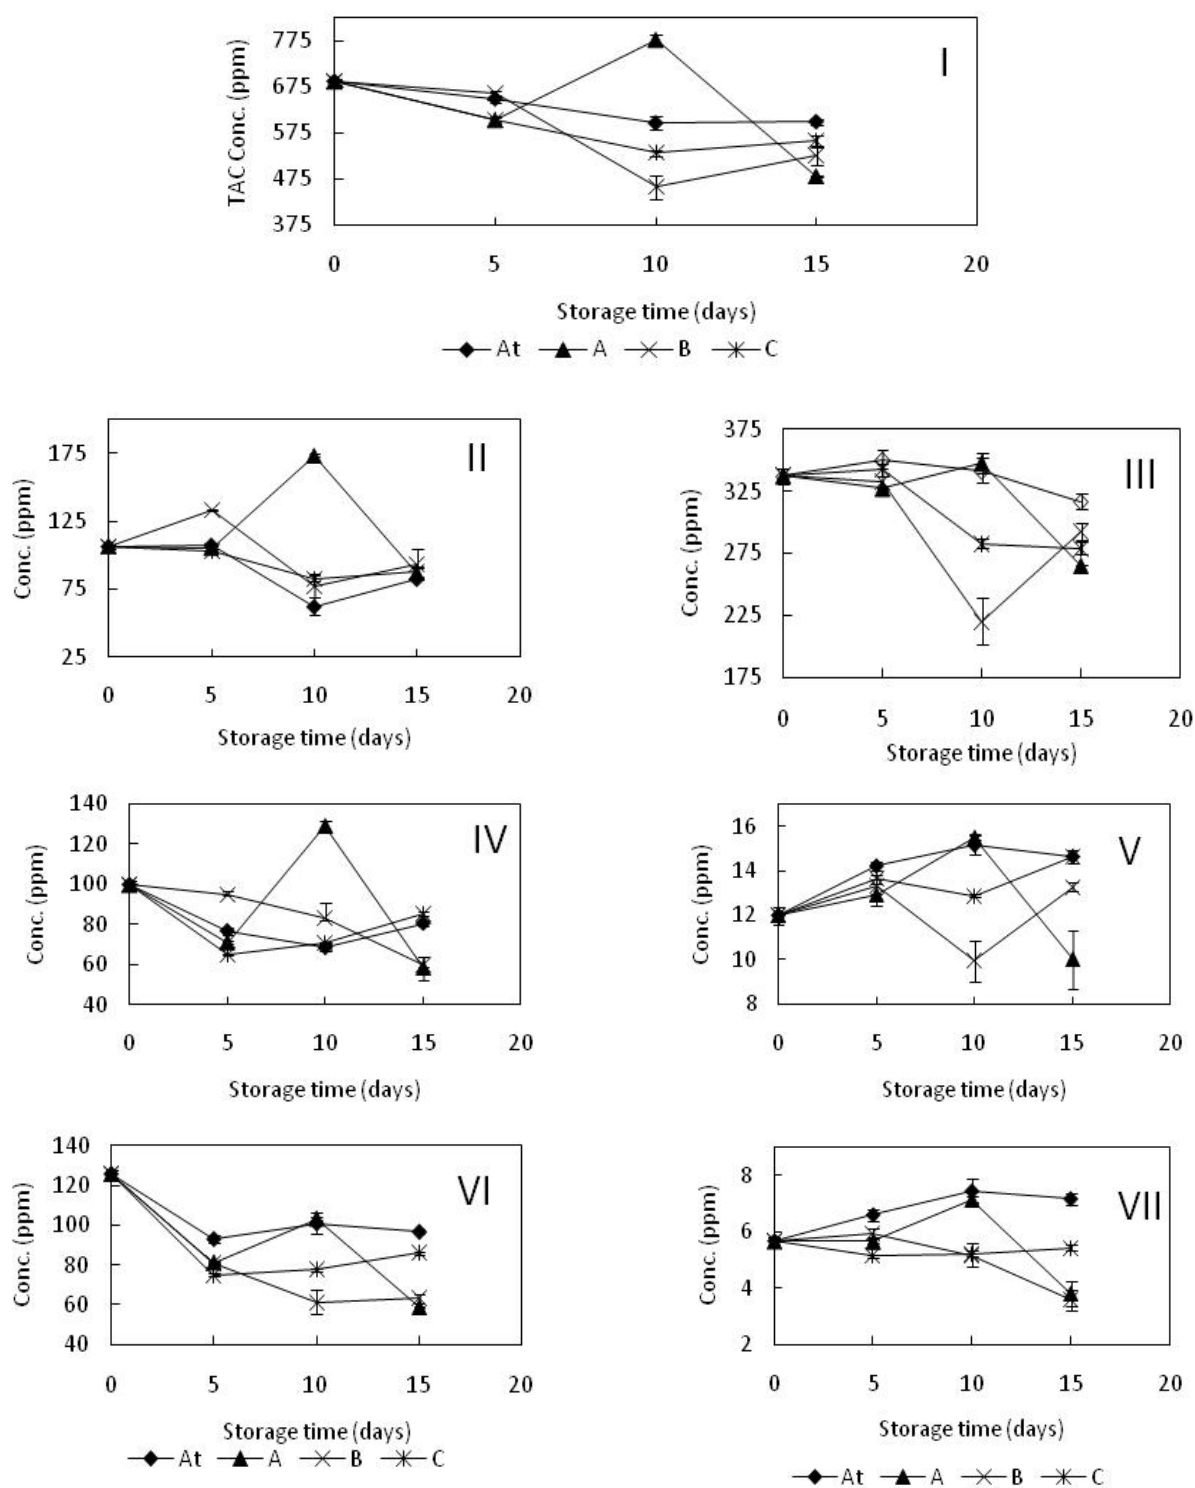 I
TAC Conc. (ppm)
775
675
575
475
375
0 5 10 15 20
Storage time (days)
At A B C
II
Conc. (ppm)
175
125
75
25
0 5 10 15 20
Storage time (days)
III
Conc. (ppm)
375
325
275
225
175
0 5 10 15 20
Storage time (days)
IV
Conc. (ppm)
140
120
100
80
60
40
0 5 10 15 20
Storage time (days)
V
Conc. (ppm)
16
14
12
10
8
0 5 10 15 20
Storage time (days)
VI
Conc. (ppm)
140
120
100
80
60
40
0 5 10 15 20
Storage time (days)
At A B C
VII
Conc. (ppm)
8
6
4
2
0 5 10 15 20
Storage time (days)
At A B C